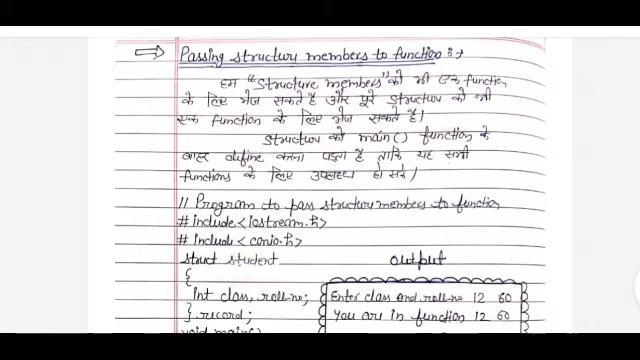 Passing structure members to function :→
हम "Structure members" को भी एक function
के लिए भेज सकते है और पूरे structure को भी
एक function के लिए भेज सकते है।
structure को main() function के
बाहर define करना पड़ता है ताकि यह सभी
functions के लिए उपलब्ध हो सके।
// Program to pass structure members to function
# include <iostream.h>
# include <conio.h>
struct student
output
{
int class, roll-no;
Enter class and roll-no 12 60
} record;
You are in function 12 60
void main()